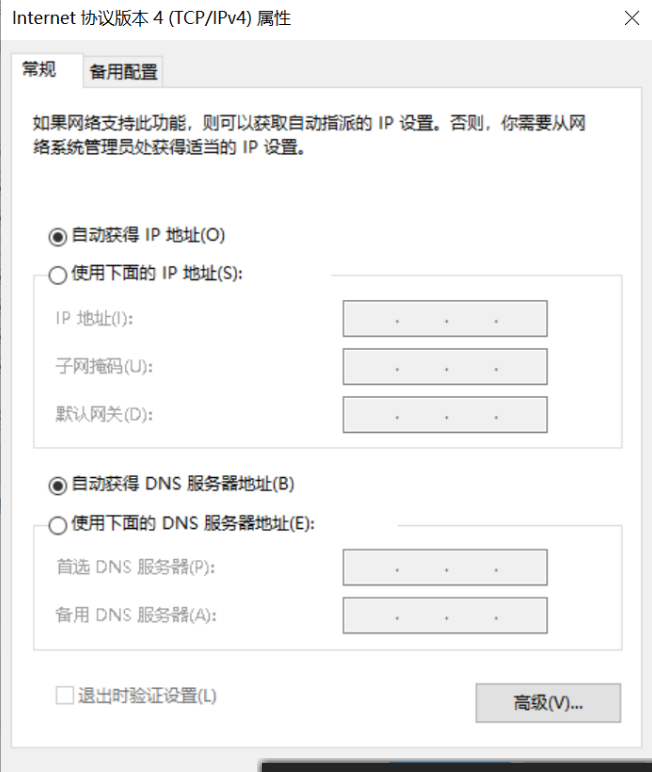 Internet 协议版本 4 (TCP/IPv4) 属性
常规
备用配置
如果网络支持此功能，则可以获取自动指派的 IP 设置。否则，你需要从网
络系统管理员处获得适当的 IP 设置。
自动获得 IP 地址(O)
使用下面的 IP 地址(S):
IP 地址(I):
子网掩码(U):
默认网关(D):
自动获得 DNS 服务器地址(B)
使用下面的 DNS 服务器地址(E):
首选 DNS 服务器(P):
备用 DNS 服务器(A):
退出时验证设置(L)
高级(V)...